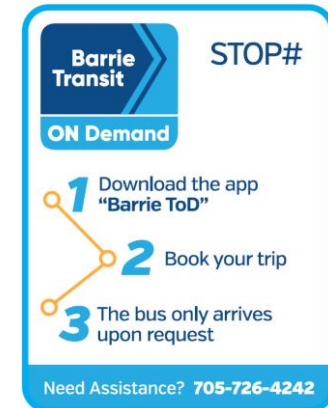 Barrie
Transit
ON Demand
STOP#
1 Download the app
"Barrie ToD"
2 Book your trip
3 The bus only arrives
upon request
Need Assistance? 705-726-4242